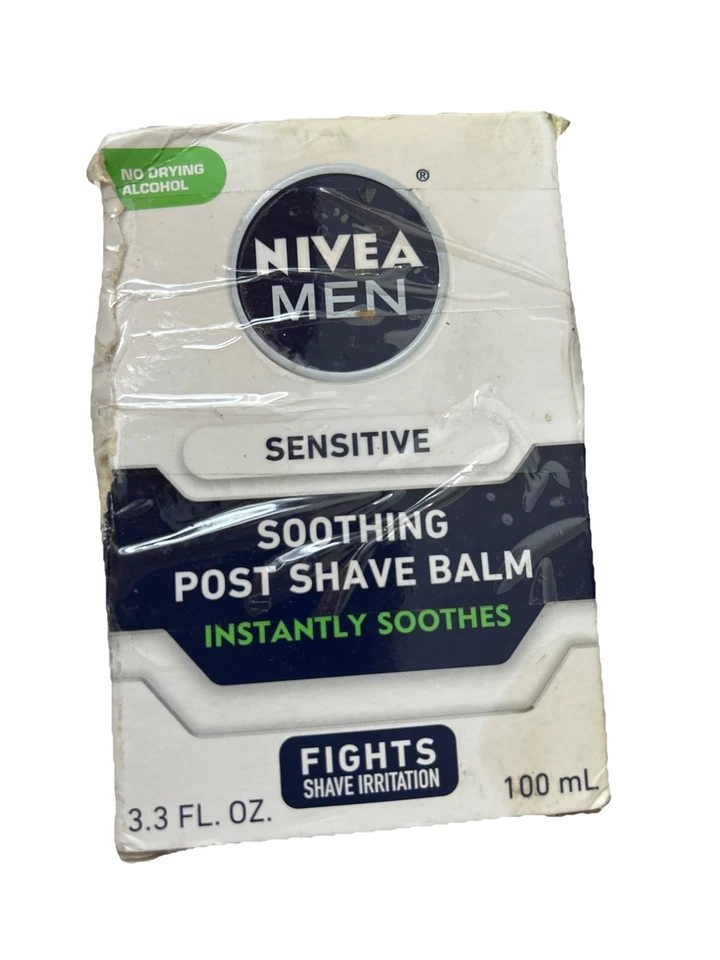 NO DRYING
ALCOHOL
®
NIVEA
MEN
SENSITIVE
SOOTHING
POST SHAVE BALM
INSTANTLY SOOTHES
FIGHTS
SHAVE IRRITATION
3.3 FL. OZ.
100 mL